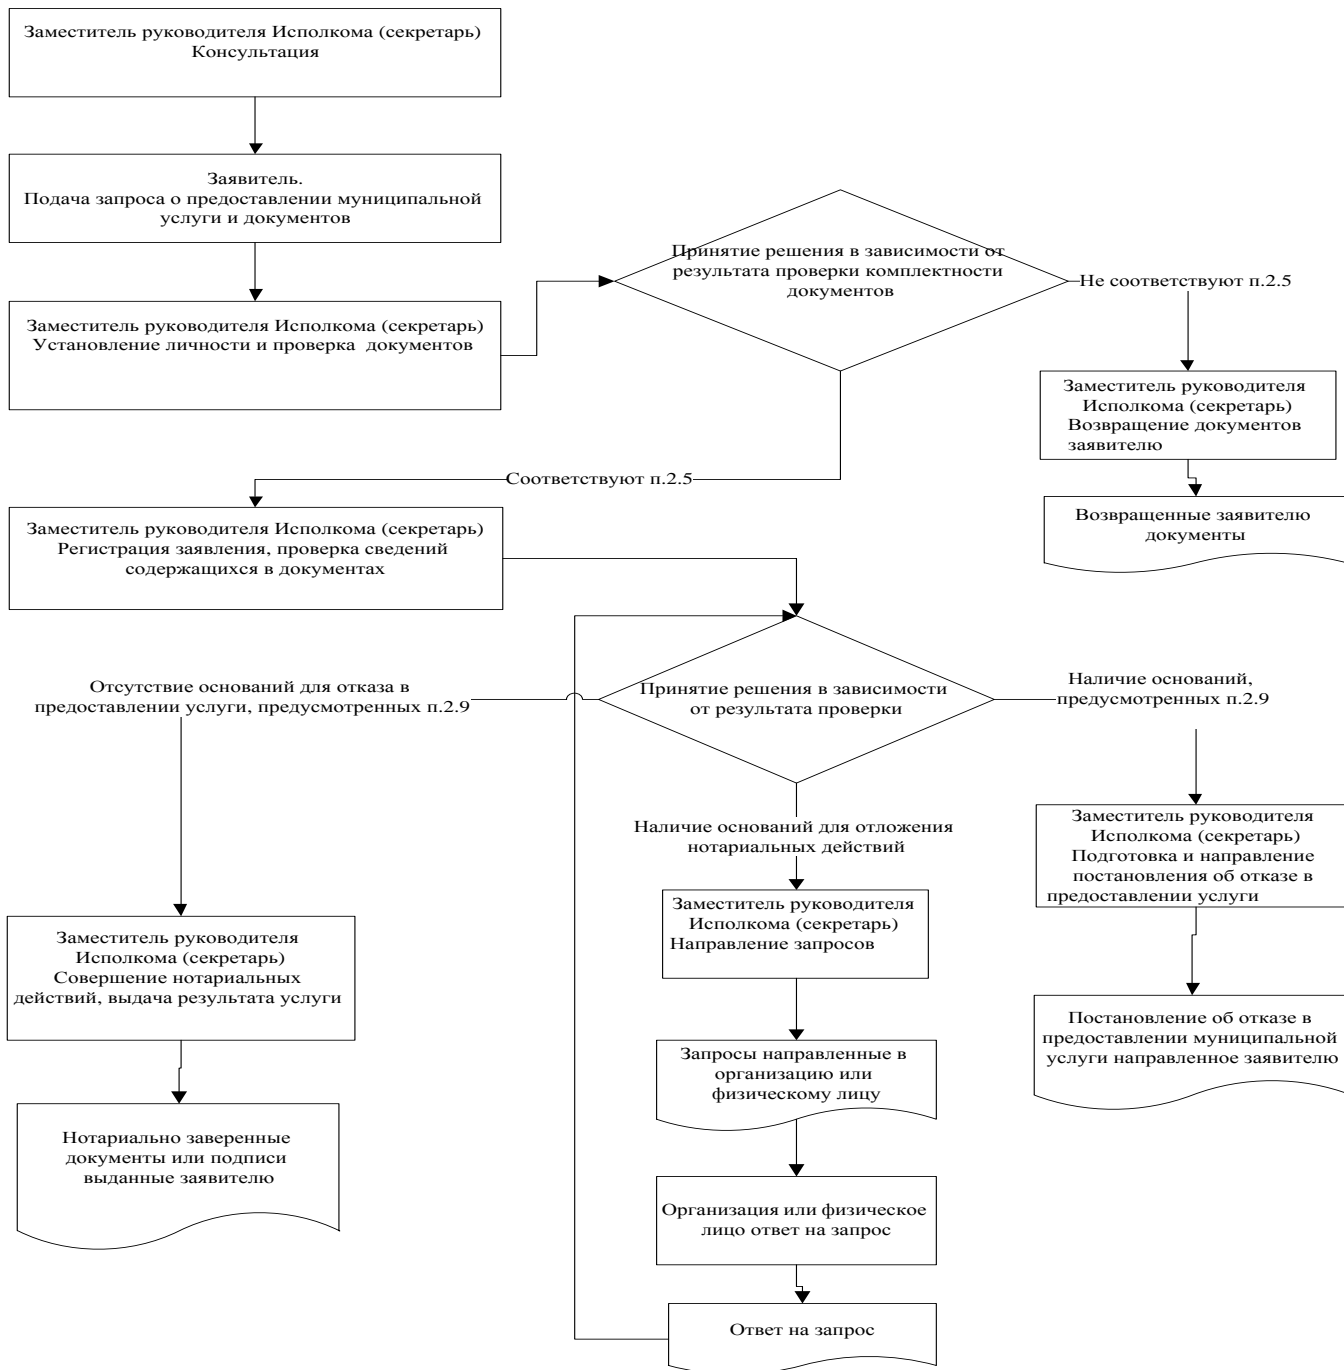 Заместитель руководителя Исполкома (секретарь)
Консультация
Заявитель.
Подача запроса о предоставлении муниципальной
услуги и документов
Заместитель руководителя Исполкома (секретарь)
Установление личности и проверка документов
Принятие решения в зависимости от
результата проверки комплектности
документов
Не соответствуют п.2.5
Заместитель руководителя
Исполкома (секретарь)
Возвращение документов
заявителю
Возвращенные заявителю
документы
Соответствуют п.2.5
Заместитель руководителя Исполкома (секретарь)
Регистрация заявления, проверка сведений
содержащихся в документах
Принятие решения в зависимости
от результата проверки
Отсутствие оснований для отказа в
предоставлении услуги, предусмотренных п.2.9
Наличие оснований,
предусмотренных п.2.9
Наличие оснований для отложения
нотариальных действий
Заместитель руководителя
Исполкома (секретарь)
Совершение нотариальных
действий, выдача результата услуги
Нотариально заверенные
документы или подписи
выданные заявителю
Заместитель руководителя
Исполкома (секретарь)
Направление запросов
Запросы направленные в
организацию или
физическому лицу
Организация или физическое
лицо ответ на запрос
Ответ на запрос
Заместитель руководителя
Исполкома (секретарь)
Подготовка и направление
постановления об отказе в
предоставлении услуги
Постановление об отказе в
предоставлении муниципальной
услуги направленное заявителю